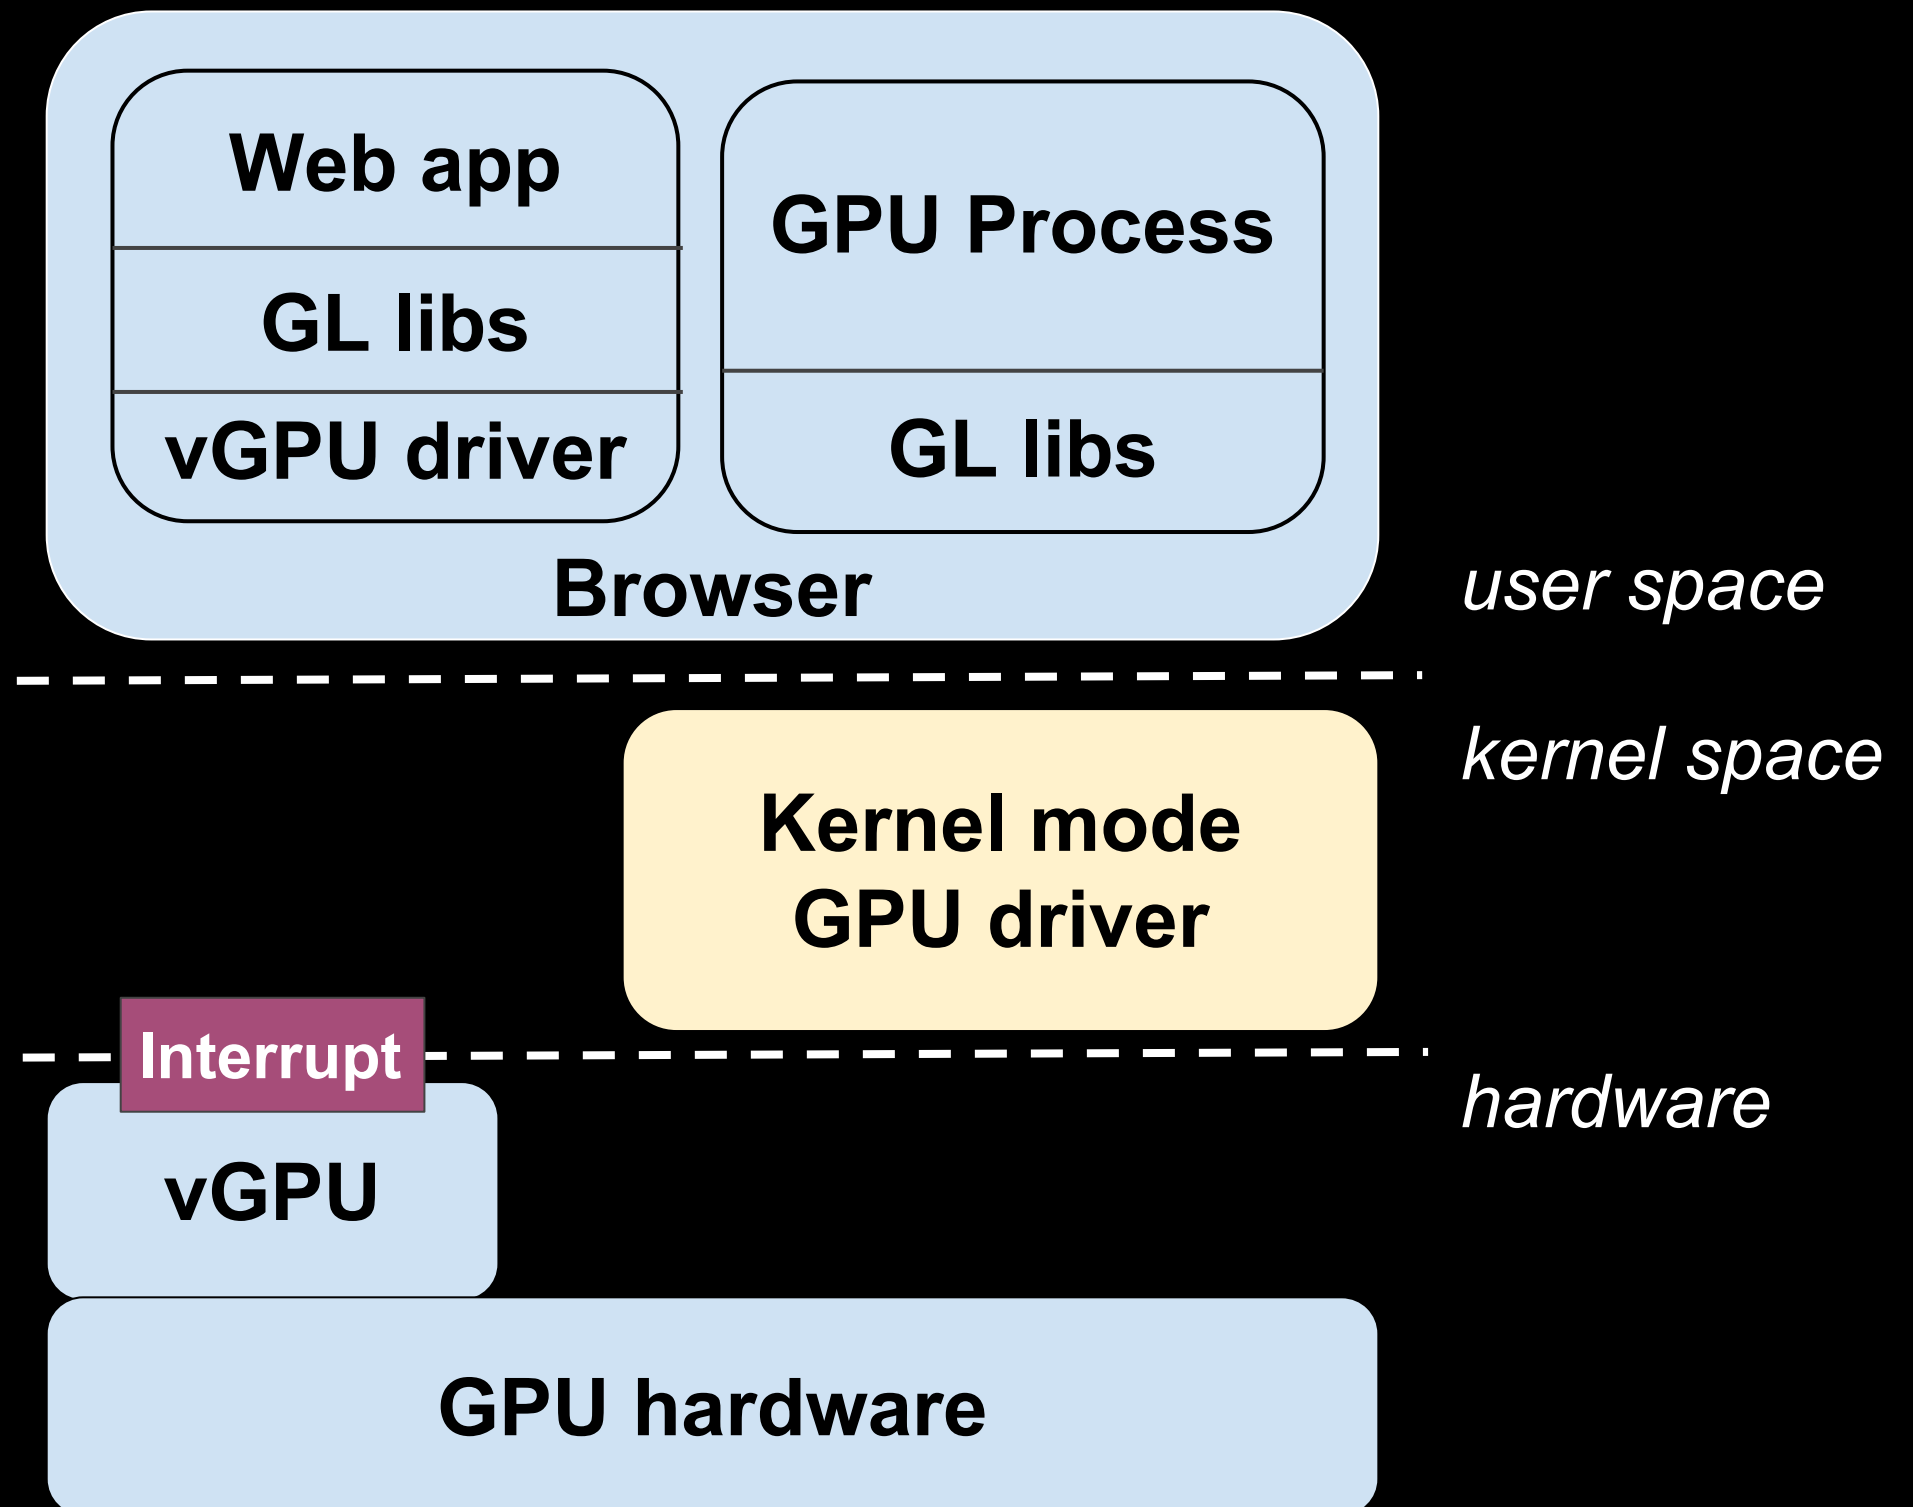 Web app
GL libs
vGPU driver
GPU Process
GL libs
Browser
user space
kernel space
Kernel mode
GPU driver
Interrupt
hardware
vGPU
GPU hardware